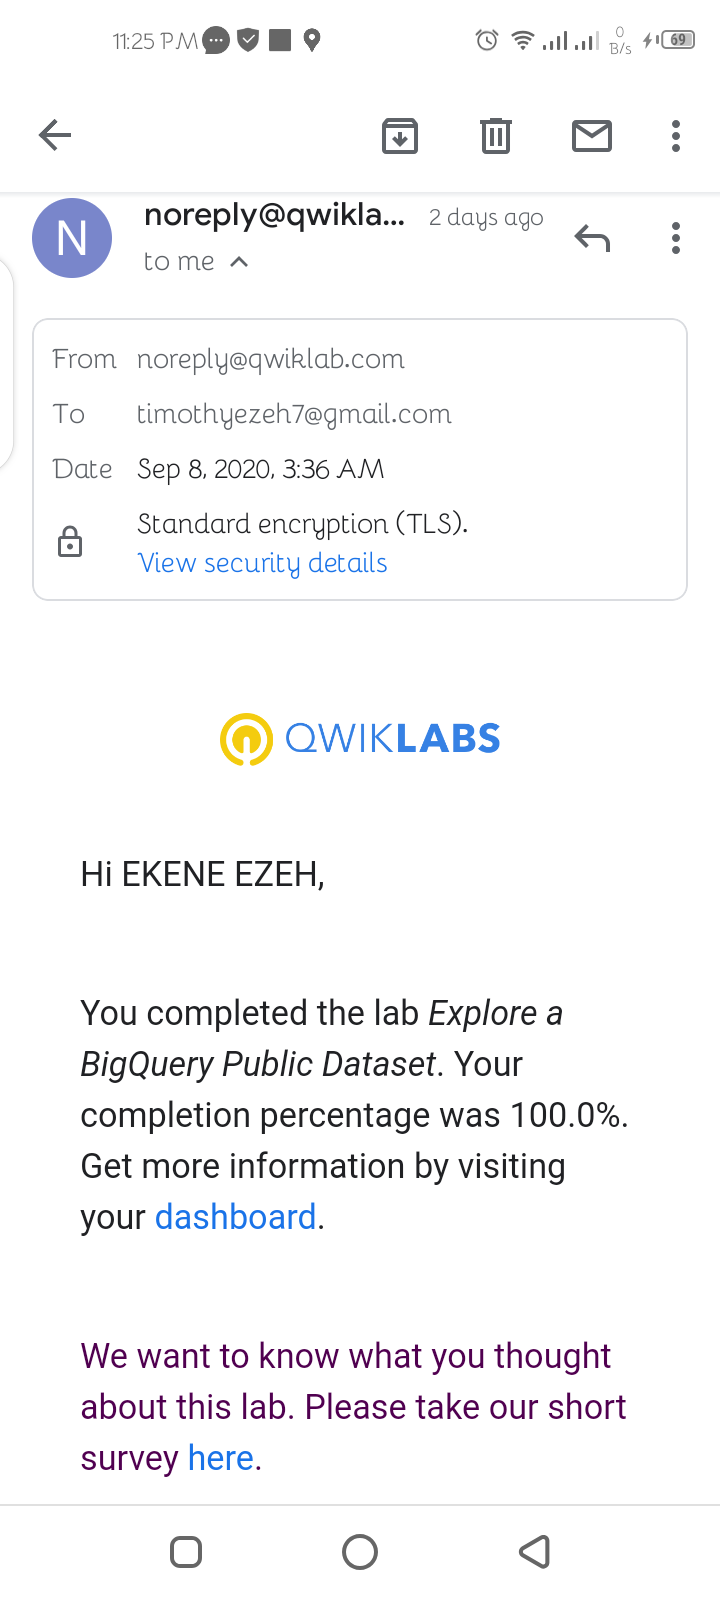 11:25 PM 0 B/s 69
noreply@qwikla... 2 days ago
N
to me
From noreply@qwiklab.com
To timothyezeh7@gmail.com
Date Sep 8, 2020, 3:36 AM
Standard encryption (TLS).
View security details
QWIKLABS
Hi EKENE EZEH,
You completed the lab Explore a
BigQuery Public Dataset. Your
completion percentage was 100.0%.
Get more information by visiting
your dashboard.
We want to know what you thought
about this lab. Please take our short
survey here.